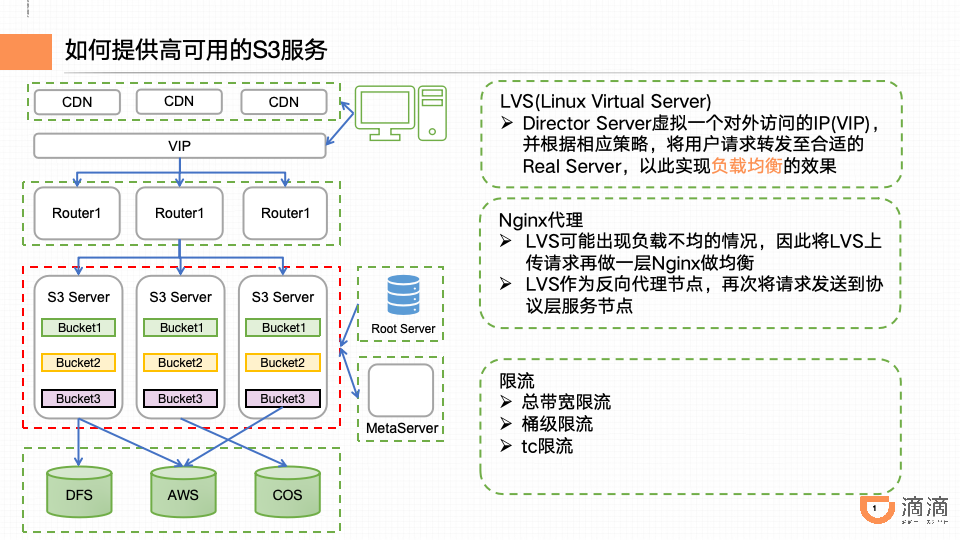 如何提供高可用的S3服务
CDN
CDN
CDN
VIP
Router1
Router1
Router1
S3 Server
S3 Server
S3 Server
Bucket1
Bucket1
Bucket1
Bucket2
Bucket2
Bucket2
Bucket3
Bucket3
Bucket3
Root Server
MetaServer
DFS
AWS
COS
LVS(Linux Virtual Server)
➢ Director Server虚拟一个对外访问的IP(VIP)，
并根据相应策略，将用户请求转发至合适的
Real Server，以此实现负载均衡的效果
Nginx代理
➢ LVS可能出现负载不均的情况，因此将LVS上
传请求再做一层Nginx做均衡
➢ LVS作为反向代理节点，再次将请求发送到协
议层服务节点
限流
➢ 总带宽限流
➢ 桶级限流
➢ tc限流
1
滴滴